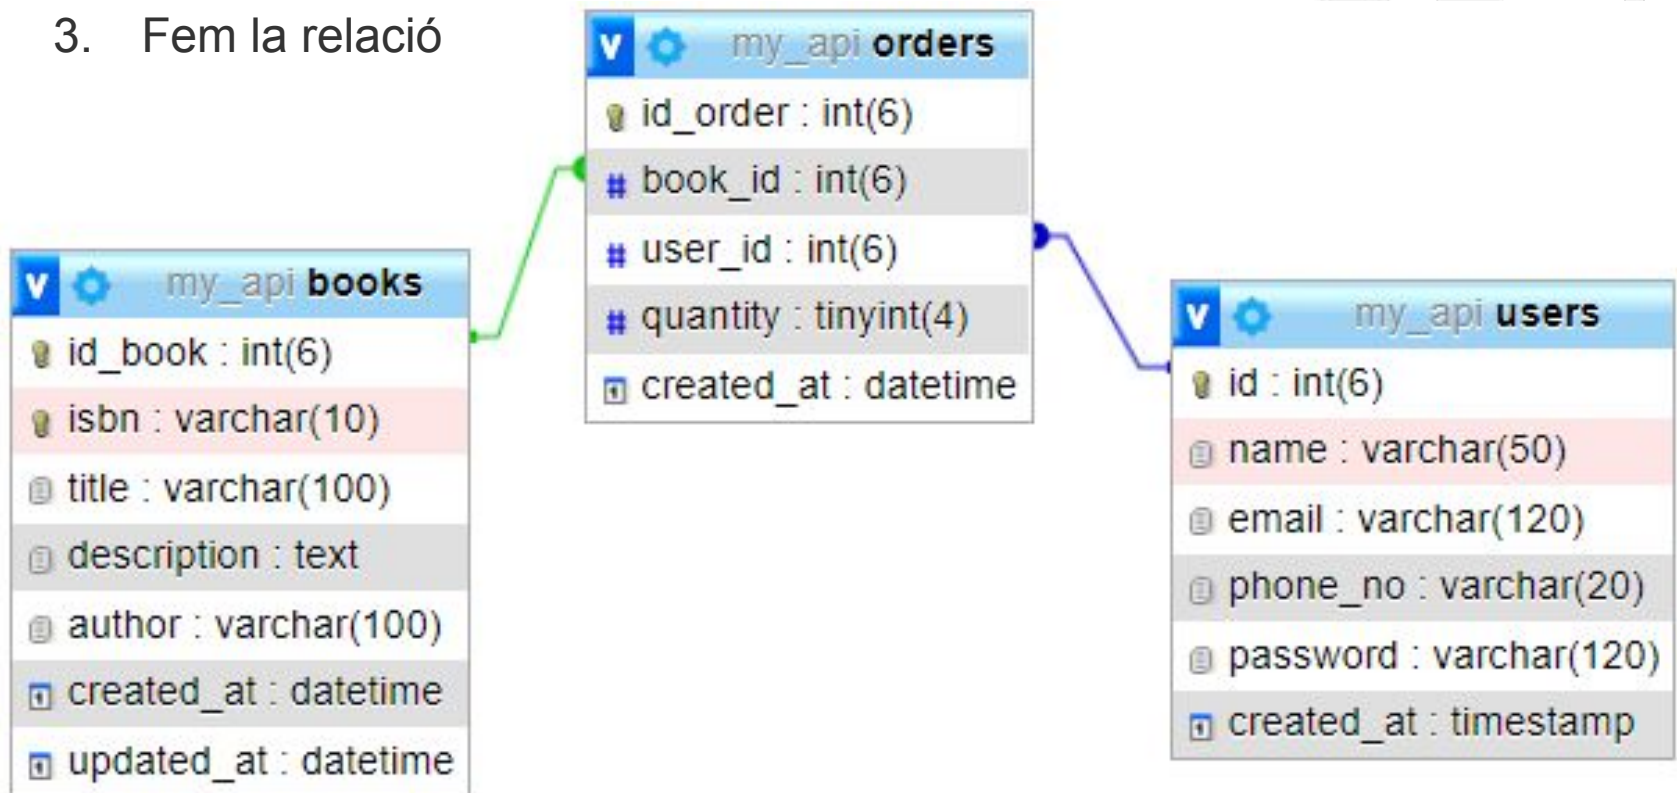 3. Fem la relació
my_api orders
id_order : int(6)
book_id : int(6)
user_id : int(6)
quantity : tinyint(4)
created_at : datetime
my_api books
id_book : int(6)
isbn : varchar(10)
title : varchar(100)
description : text
author : varchar(100)
created_at : datetime
updated_at : datetime
my_api users
id : int(6)
name : varchar(50)
email : varchar(120)
phone_no : varchar(20)
password : varchar(120)
created_at : timestamp